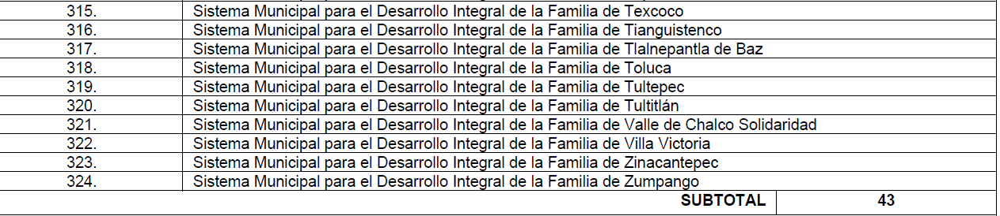 315. Sistema Municipal para el Desarrollo Integral de la Familia de Texcoco
316. Sistema Municipal para el Desarrollo Integral de la Familia de Tianguistenco
317. Sistema Municipal para el Desarrollo Integral de la Familia de Tlalnepantla de Baz
318. Sistema Municipal para el Desarrollo Integral de la Familia de Toluca
319. Sistema Municipal para el Desarrollo Integral de la Familia de Tultepec
320. Sistema Municipal para el Desarrollo Integral de la Familia de Tultitlán
321. Sistema Municipal para el Desarrollo Integral de la Familia de Valle de Chalco Solidaridad
322. Sistema Municipal para el Desarrollo Integral de la Familia de Villa Victoria
323. Sistema Municipal para el Desarrollo Integral de la Familia de Zinacantepec
324. Sistema Municipal para el Desarrollo Integral de la Familia de Zumpango
SUBTOTAL 43